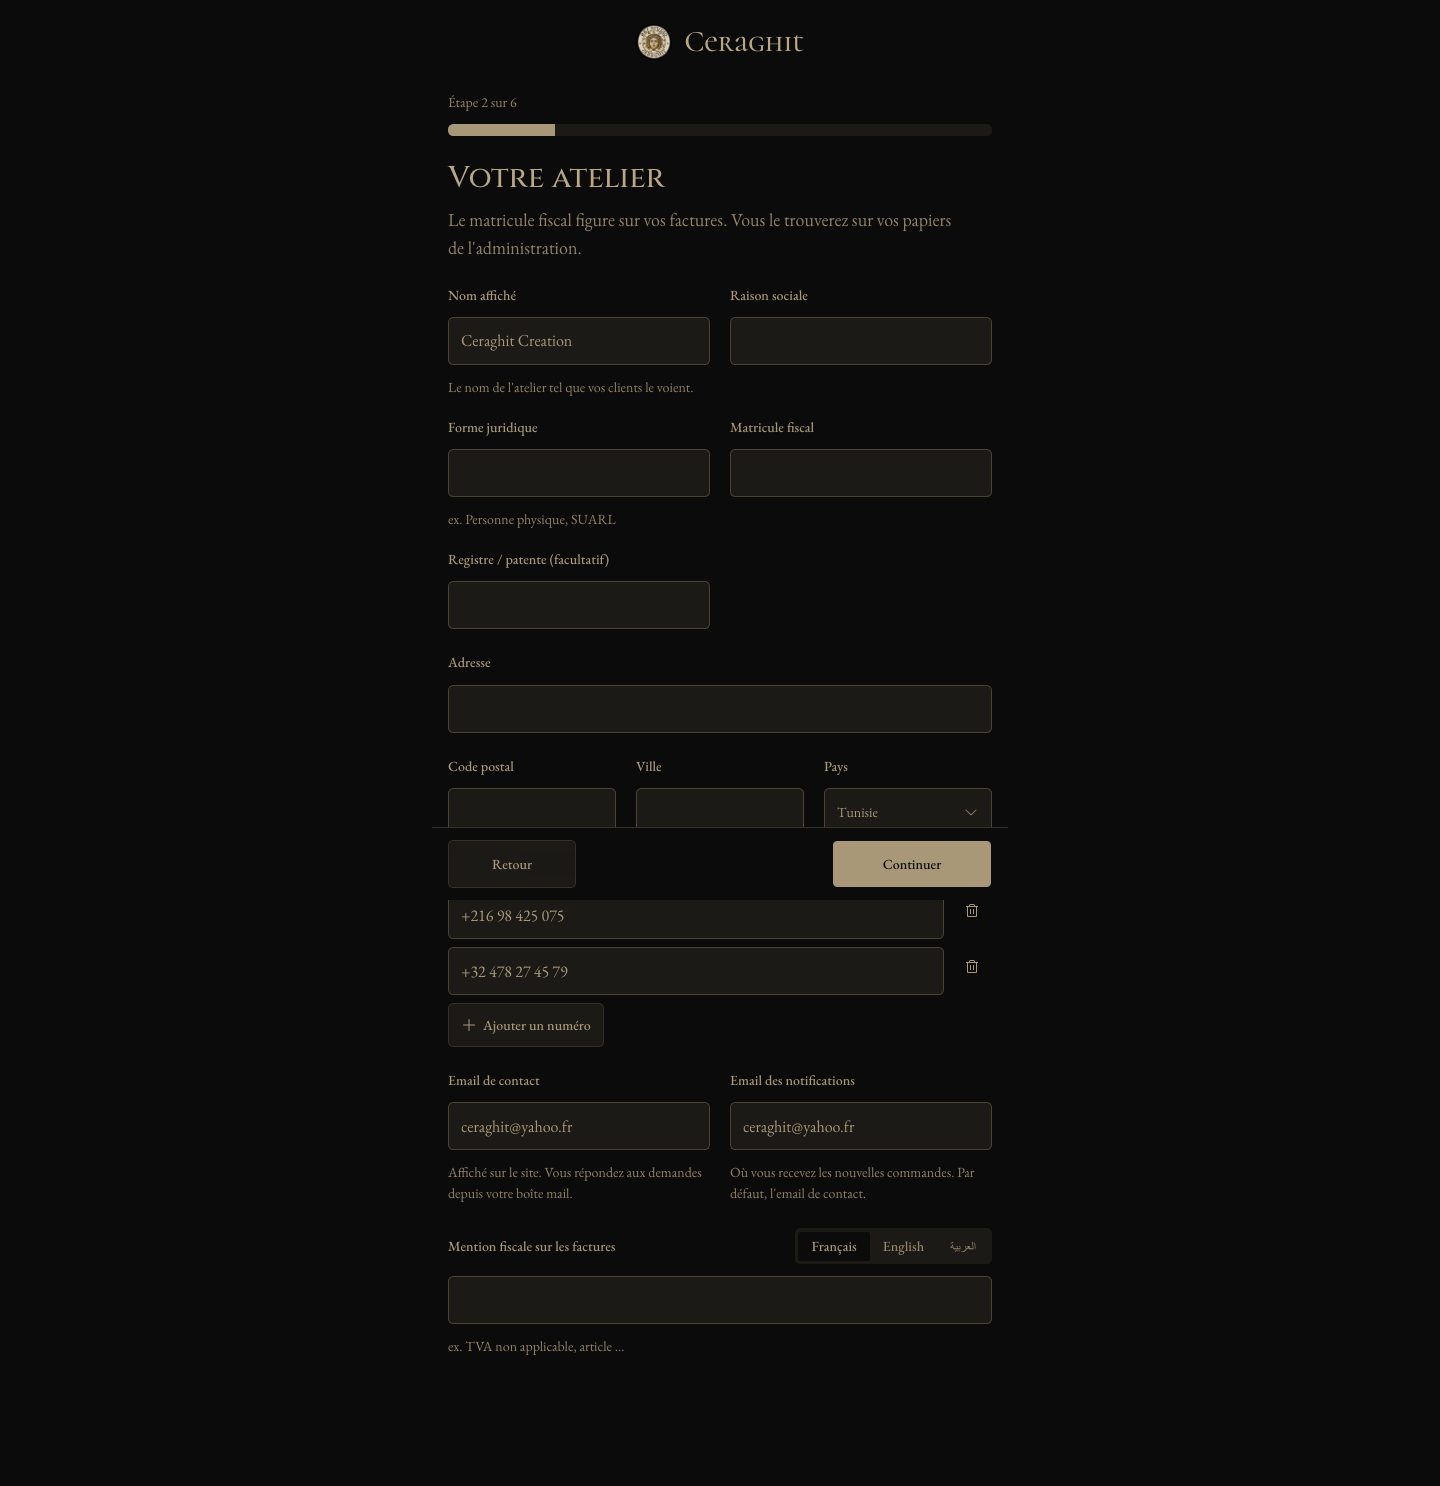 Ceraghit
Étape 2 sur 6
Votre atelier
Le matricule fiscal figure sur vos factures. Vous le trouverez sur vos papiers
de l'administration.
Nom affiché
Raison sociale
Ceraghit Creation
Le nom de l'atelier tel que vos clients le voient.
Forme juridique
Matricule fiscal
ex. Personne physique, SUARL
Registre / patente (facultatif)
Adresse
Code postal
Ville
Pays
Tunisie
Retour
Continuer
+216 98 425 075
+32 478 27 45 79
Ajouter un numéro
Email de contact
Email des notifications
ceraghit@yahoo.fr
ceraghit@yahoo.fr
Affiché sur le site. Vous répondez aux demandes
depuis votre boîte mail.
Où vous recevez les nouvelles commandes. Par
défaut, l'email de contact.
Mention fiscale sur les factures
Français
English
العربية
ex. TVA non applicable, article ...